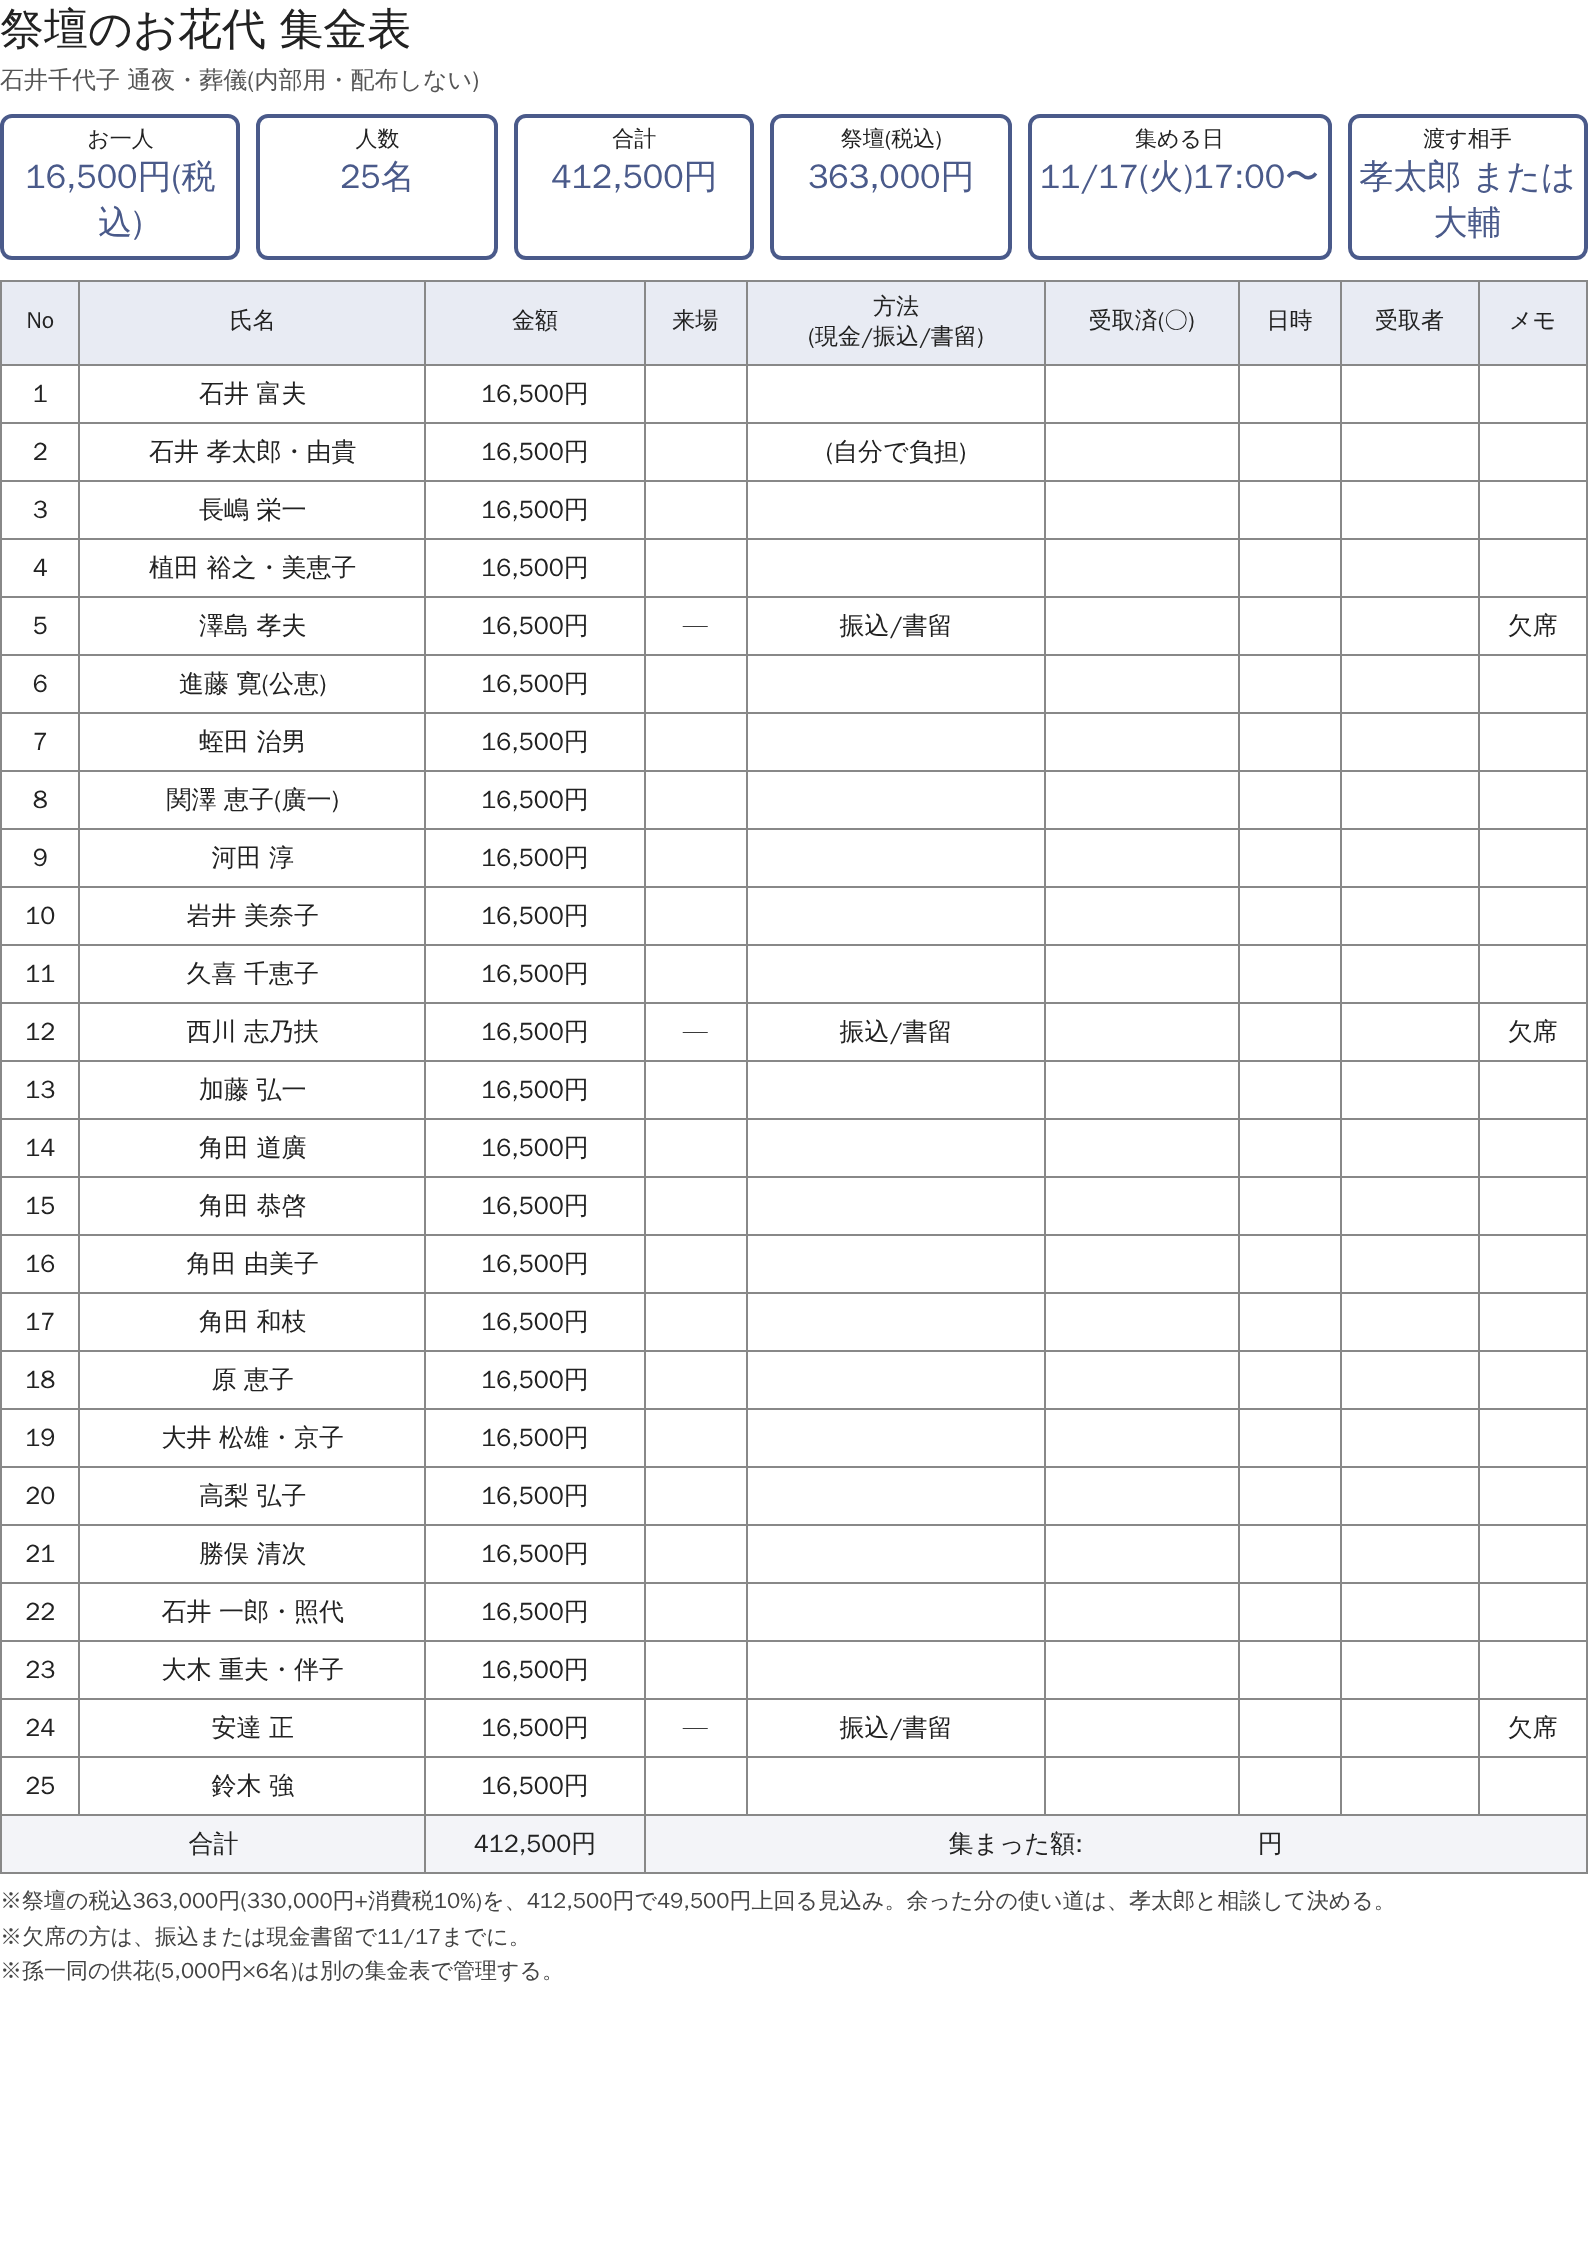 祭壇のお花代 集金表
石井千代子 通夜・葬儀(内部用・配布しない)
お一人 人数 合計 祭壇(税込) 集める日 渡す相手
16,500円(税込) 25名 412,500円 363,000円 11/17(火)17:00〜 孝太郎 または 大輔
No 氏名 金額 来場 方法(現金/振込/書留) 受取済(〇) 日時 受取者 メモ
1 石井 富夫 16,500円
2 石井 孝太郎・由貴 16,500円 (自分で負担)
3 長嶋 栄一 16,500円
4 植田 裕之・美恵子 16,500円
5 澤島 孝夫 16,500円 — 振込/書留 欠席
6 進藤 寛(公恵) 16,500円
7 蛭田 治男 16,500円
8 関澤 恵子(廣一) 16,500円
9 河田 淳 16,500円
10 岩井 美奈子 16,500円
11 久喜 千恵子 16,500円
12 西川 志乃扶 16,500円 — 振込/書留 欠席
13 加藤 弘一 16,500円
14 角田 道廣 16,500円
15 角田 恭啓 16,500円
16 角田 由美子 16,500円
17 角田 和枝 16,500円
18 原 恵子 16,500円
19 大井 松雄・京子 16,500円
20 高梨 弘子 16,500円
21 勝俣 清次 16,500円
22 石井 一郎・照代 16,500円
23 大木 重夫・伴子 16,500円
24 安達 正 16,500円 — 振込/書留 欠席
25 鈴木 強 16,500円
合計 412,500円 集まった額: 円
※祭壇の税込363,000円(330,000円+消費税10%)を、412,500円で49,500円上回る見込み。余った分の使い道は、孝太郎と相談して決める。
※欠席の方は、振込または現金書留で11/17までに。
※孫一同の供花(5,000円×6名)は別の集金表で管理する。